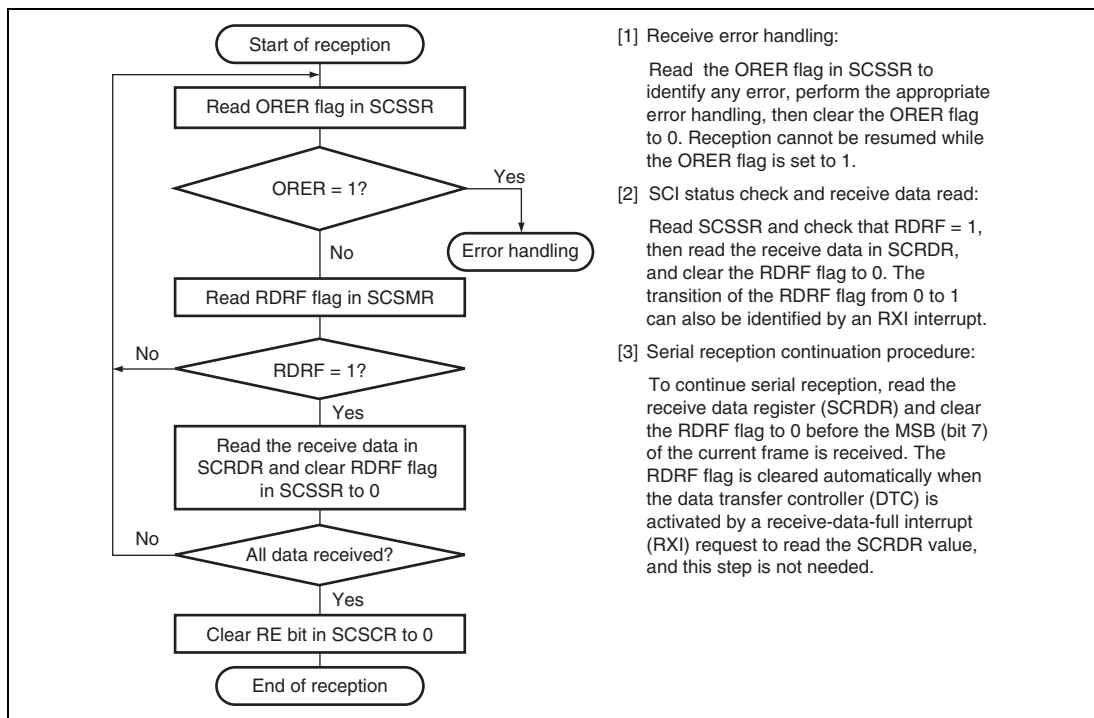 Start of reception
Read ORER flag in SCSSR
ORER = 1?
Yes
Error handling
No
Read RDRF flag in SCSMR
RDRF = 1?
No
Yes
Read the receive data in
SCRDR and clear RDRF flag
in SCSSR to 0
All data received?
No
Yes
Clear RE bit in SCSCR to 0
End of reception
[1] Receive error handling:
Read the ORER flag in SCSSR to
identify any error, perform the appropriate
error handling, then clear the ORER flag
to 0. Reception cannot be resumed while
the ORER flag is set to 1.
[2] SCI status check and receive data read:
Read SCSSR and check that RDRF = 1,
then read the receive data in SCRDR,
and clear the RDRF flag to 0. The
transition of the RDRF flag from 0 to 1
can also be identified by an RXI interrupt.
[3] Serial reception continuation procedure:
To continue serial reception, read the
receive data register (SCRDR) and clear
the RDRF flag to 0 before the MSB (bit 7)
of the current frame is received. The
RDRF flag is cleared automatically when
the data transfer controller (DTC) is
activated by a receive-data-full interrupt
(RXI) request to read the SCRDR value,
and this step is not needed.